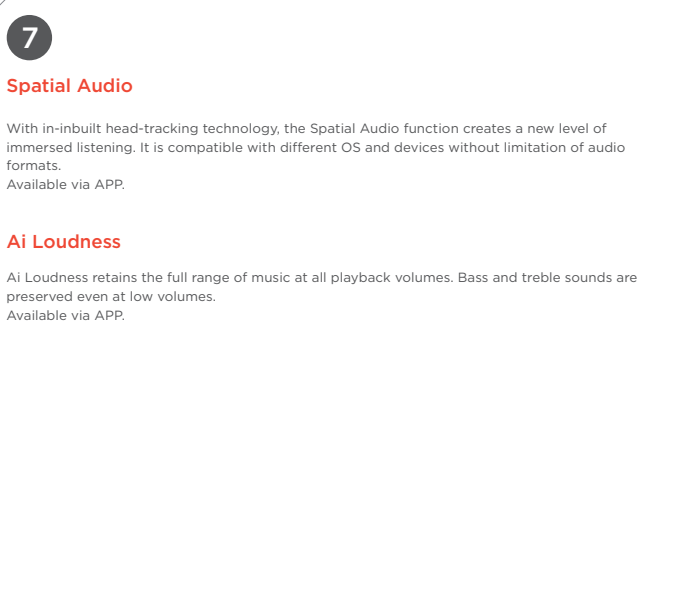 7
Spatial Audio
With in-inbuilt head-tracking technology, the Spatial Audio function creates a new level of
immersed listening. It is compatible with different OS and devices without limitation of audio
formats.
Available via APP.
Ai Loudness
Ai Loudness retains the full range of music at all playback volumes. Bass and treble sounds are
preserved even at low volumes.
Available via APP.